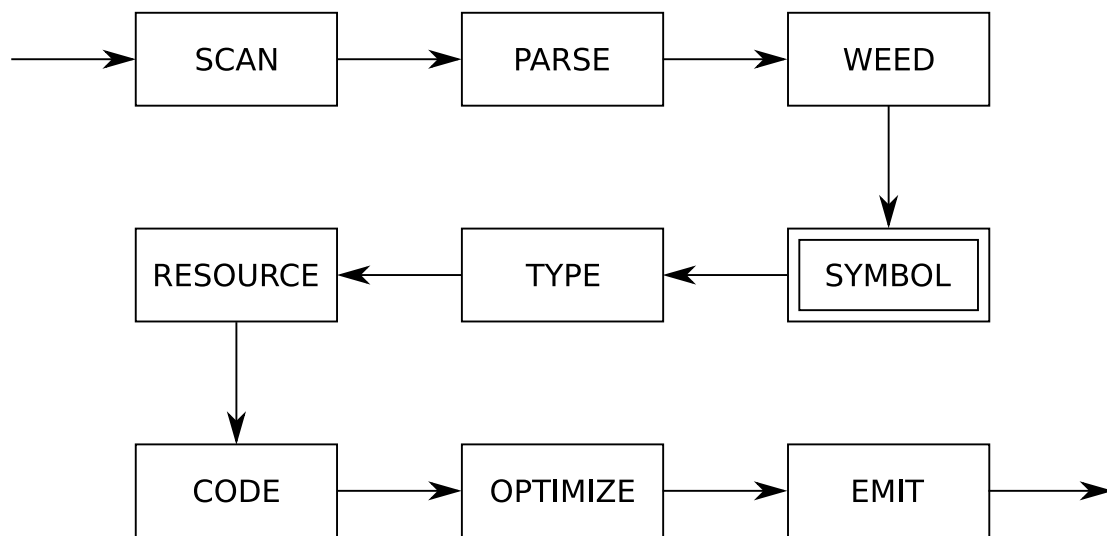 SCAN
PARSE
WEED
RESOURCE
TYPE
SYMBOL
CODE
OPTIMIZE
EMIT